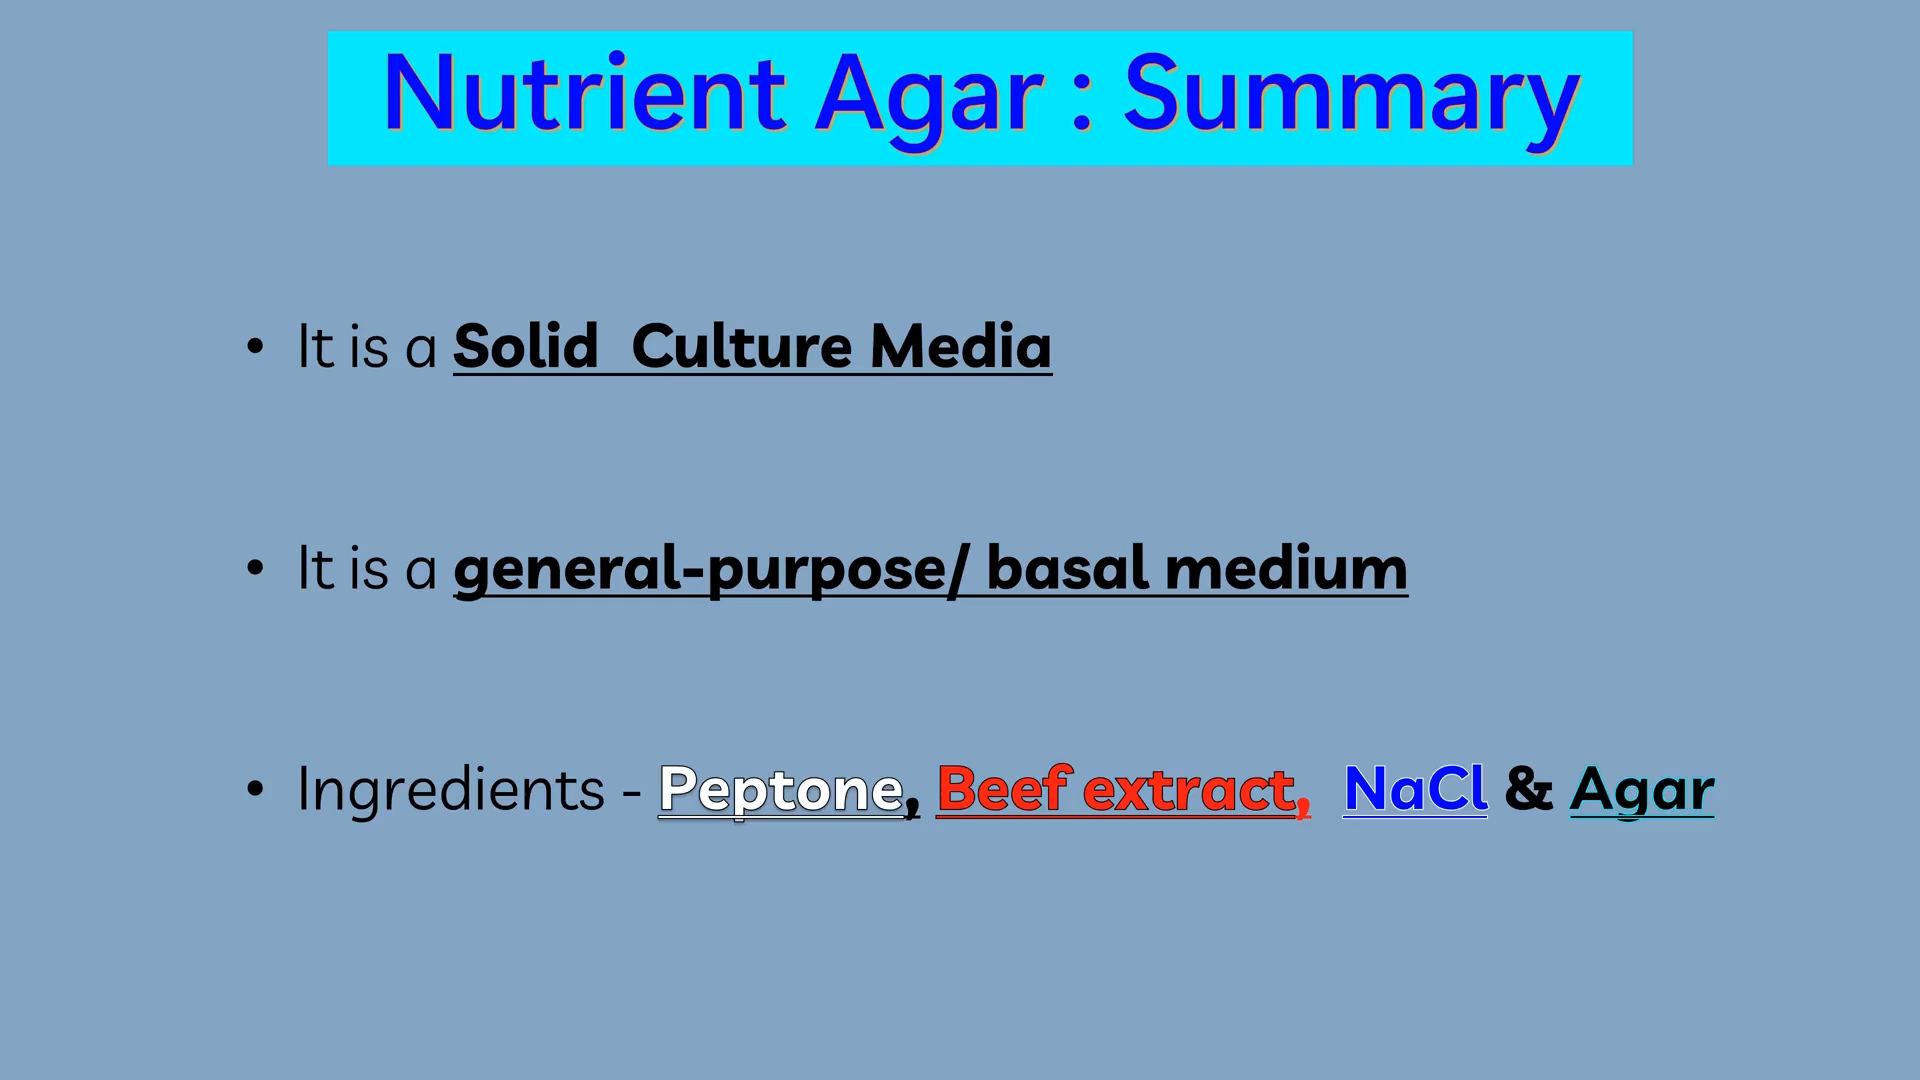 Nutrient Agar : Summary
• It is a Solid  Culture Media
• It is a general-purpose/ basal medium
• Ingredients - Peptone, Beef extract,  NaCl & Agar